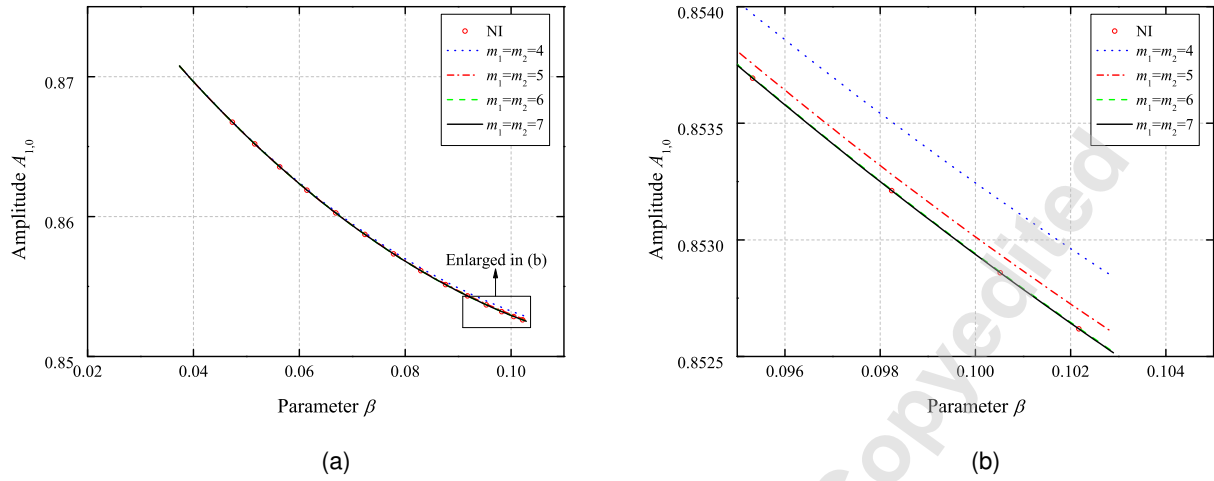 NI
m1=m2=4
m1=m2=5
m1=m2=6
m1=m2=7
0.87
0.86
0.85
Amplitude A1,0
Enlarged in (b)
0.02 0.04 0.06 0.08 0.10
Parameter β
(a)
NI
m1=m2=4
m1=m2=5
m1=m2=6
m1=m2=7
0.8540
0.8535
0.8530
0.8525
Amplitude A1,0
0.096 0.098 0.100 0.102 0.104
Parameter β
(b)
Copyedited